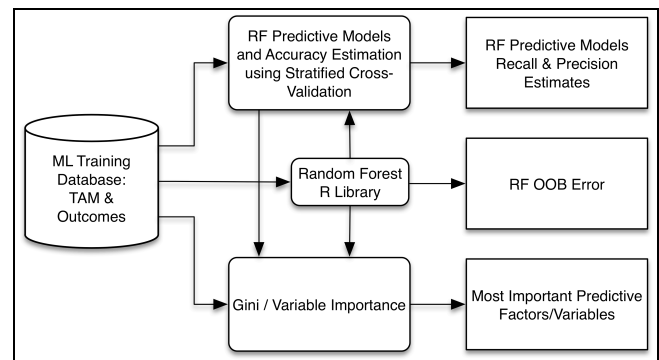 RF Predictive Models
and Accuracy Estimation
using Stratified Cross-
Validation
RF Predictive Models
Recall & Precision
Estimates
ML Training
Database:
TAM &
Outcomes
Random Forest
R Library
RF OOB Error
Gini / Variable Importance
Most Important Predictive
Factors/Variables